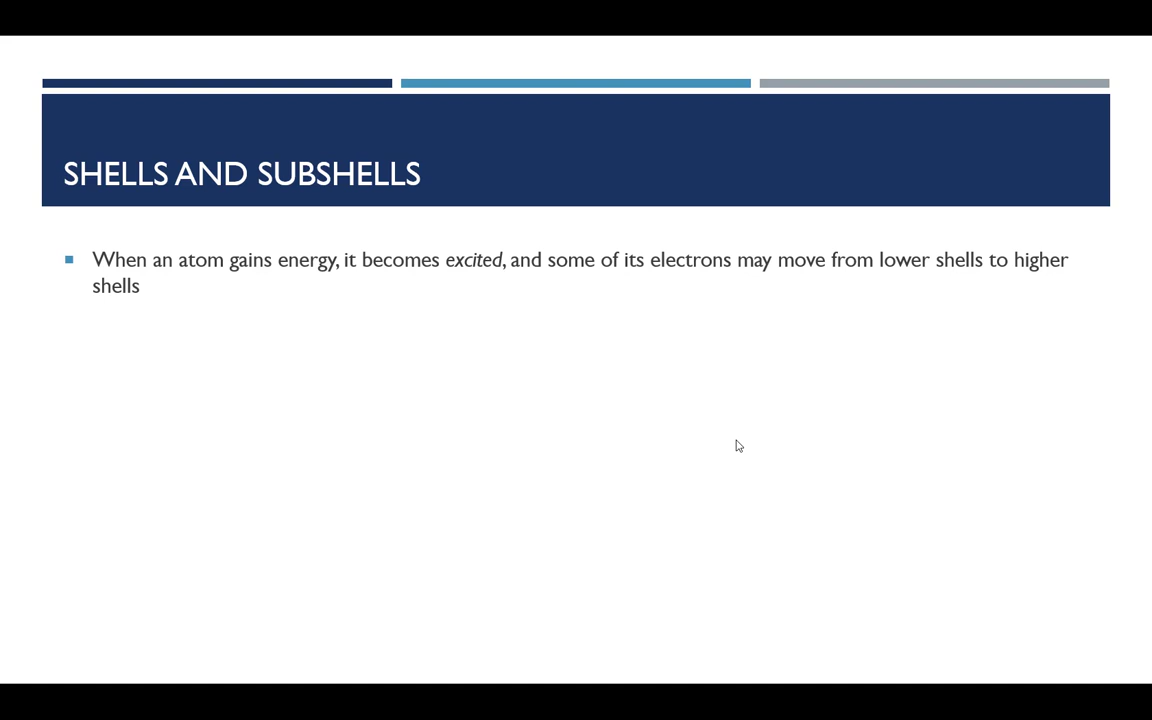 SHELLS AND SUBSHELLS
When an atom gains energy, it becomes excited, and some of its electrons may move from lower shells to higher
shells